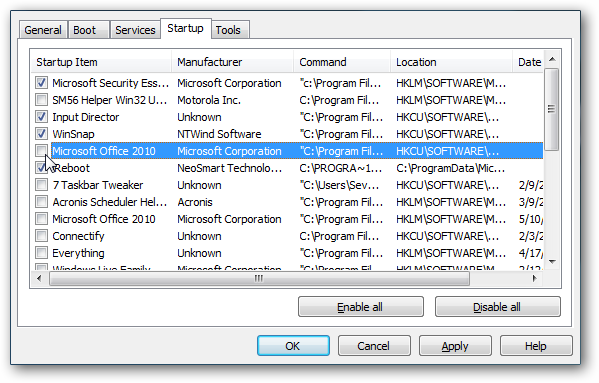 General Boot Services Startup Tools
Startup Item Manufacturer Command Location Date
Microsoft Security Ess... Microsoft Corporation "c:\Program Fil... HKLM\SOFTWARE\M...
SM56 Helper Win32 U... Motorola Inc. C:\Program Fil... HKLM\SOFTWARE\M...
Input Director Unknown "C:\Program Fil... HKLM\SOFTWARE\M...
WinSnap NTWind Software "C:\Program Fil... HKCU\SOFTWARE\...
Microsoft Office 2010 Microsoft Corporation "C:\Program Fil... HKCU\SOFTWARE\...
Reboot NeoSmart Technolo... C:\PROGRA~1... C:\ProgramData\Mic...
7 Taskbar Tweaker Unknown "C:\Users\Sev... HKCU\SOFTWARE\... 2/9/2
Acronis Scheduler Hel... Acronis "C:\Program Fil... HKLM\SOFTWARE\M... 3/9/2
Microsoft Office 2010 Microsoft Corporation "C:\Program Fil... HKLM\SOFTWARE\M... 5/10/
Connectify Unknown C:\Program Fil... HKCU\SOFTWARE\... 2/3/2
Everything Unknown "C:\Program Fil... HKLM\SOFTWARE\M... 4/17/
Windows Live Family Microsoft Corporation "C:\Program Fil... HKLM\SOFTWARE\M... 2/12/
Enable all Disable all
OK Cancel Apply Help